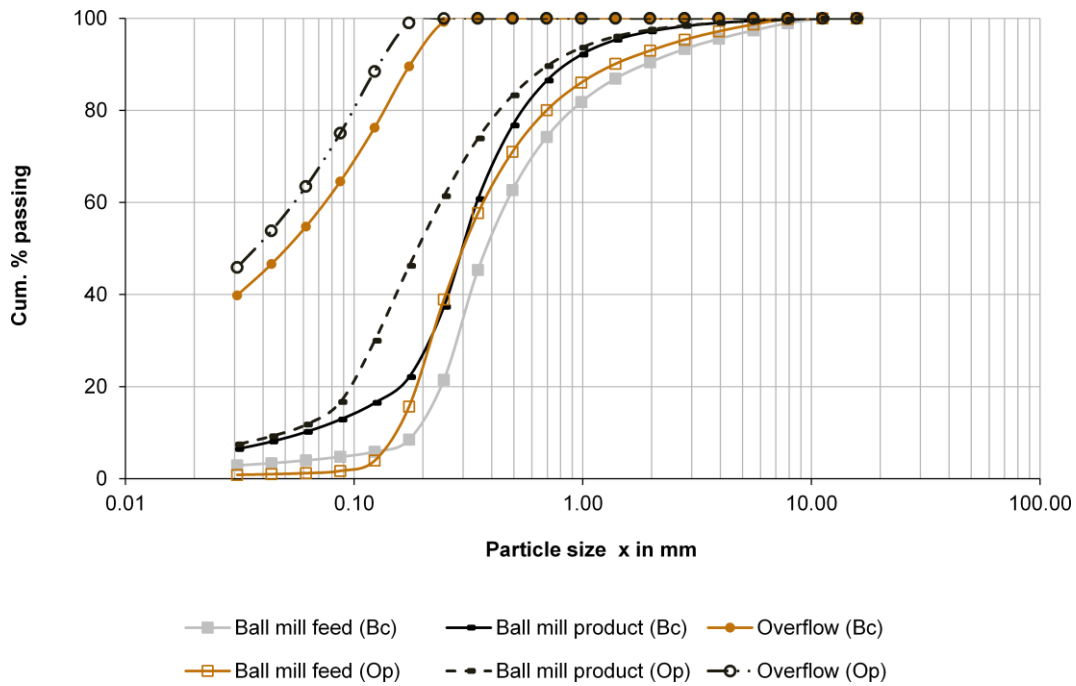 100
80
60
40
20
0
Cum. % passing
0.01 0.10 1.00 10.00 100.00
Particle size x in mm
Ball mill feed (Bc) Ball mill product (Bc) Overflow (Bc)
Ball mill feed (Op) Ball mill product (Op) Overflow (Op)